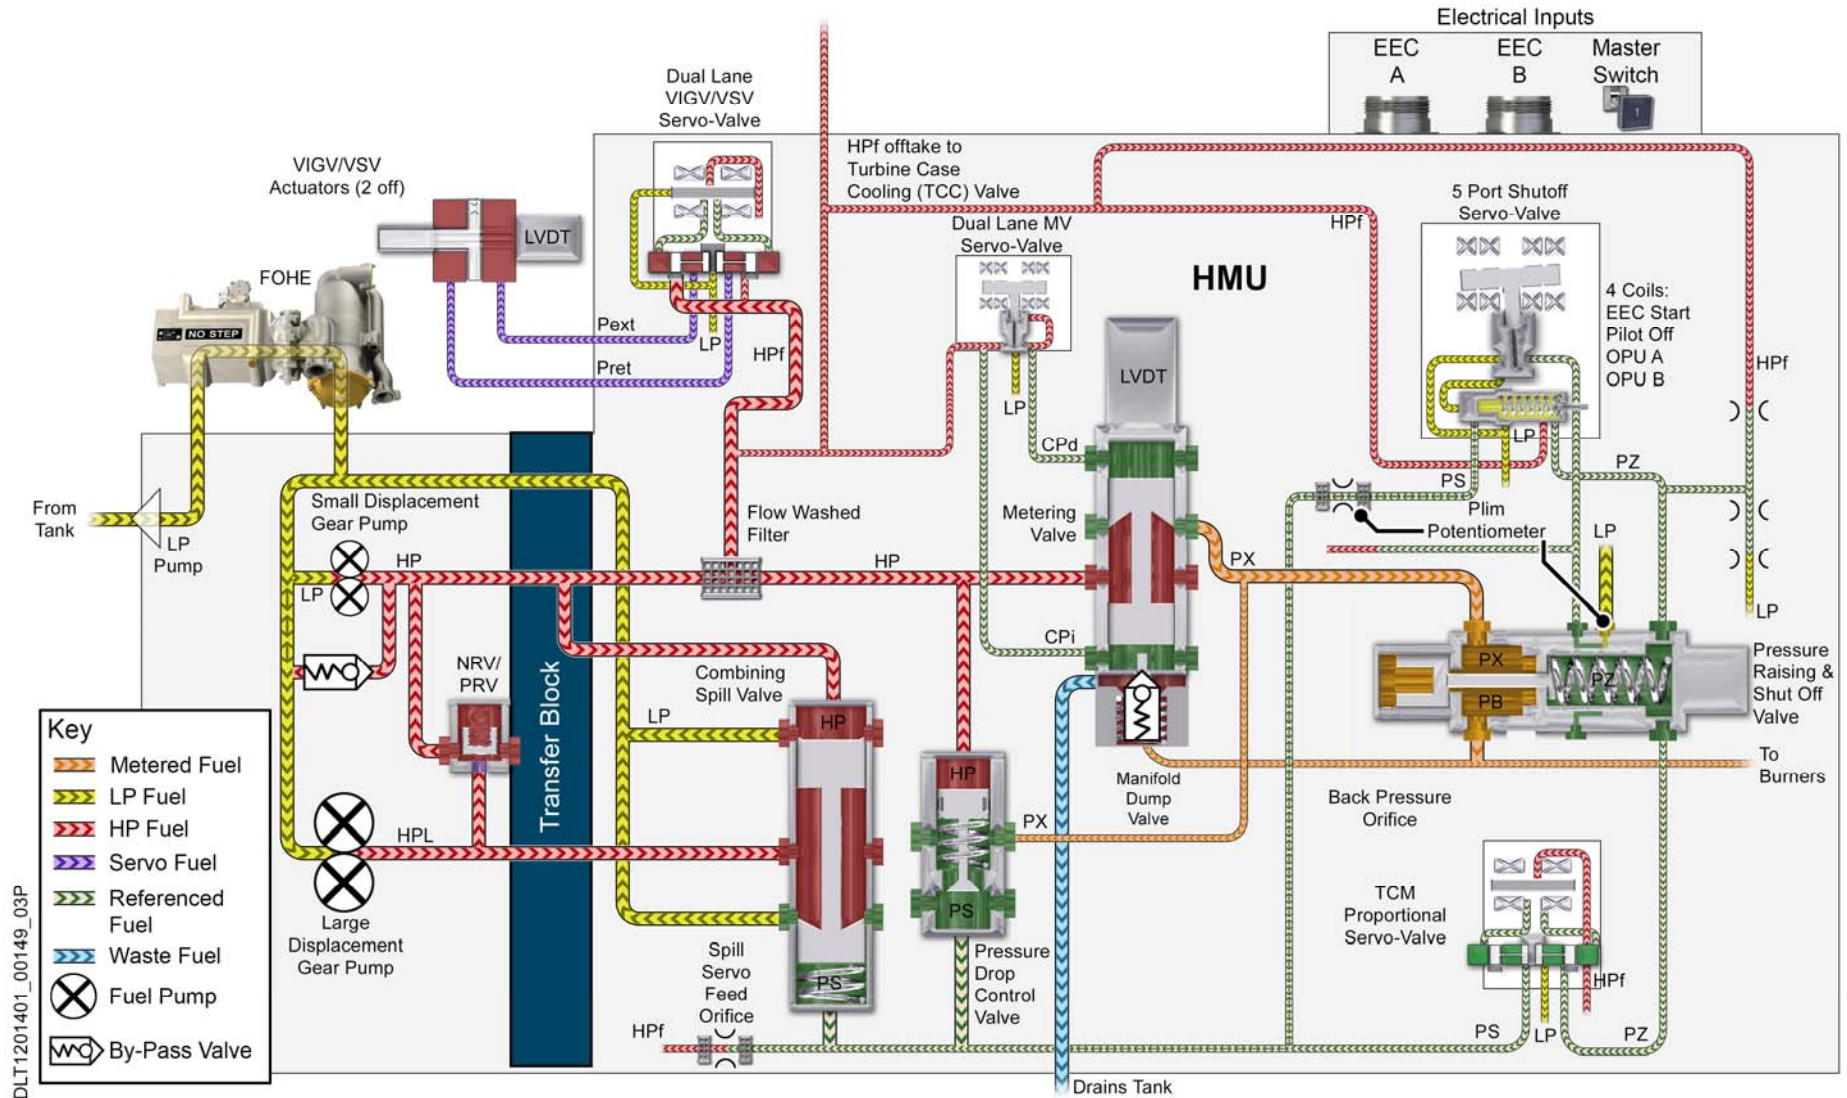 Electrical Inputs
EEC
A
EEC
B
Master
Switch
1
Dual Lane
VIGV/VSV
Servo-Valve
VIGV/VSV
Actuators (2 off)
LVDT
FOHE
NO STEP
HPf offtake to
Turbine Case
Cooling (TCC) Valve
Dual Lane MV
Servo-Valve
HMU
HPf
5 Port Shutoff
Servo-Valve
4 Coils:
EEC Start
Pilot Off
OPU A
OPU B
HPf
Pext
LP
HPf
Pret
LP
LVDT
CPd
LP
PS
PZ
From
Tank
LP
Pump
Small Displacement
Gear Pump
HP
LP
Flow Washed
Filter
HP
Metering
Valve
PX
Plim
Potentiometer
LP
LP
CPi
NRV/
PRV
Transfer Block
Combining
Spill Valve
LP
HP
HP
PX
PB
PZ
Pressure
Raising &
Shut Off
Valve
To
Burners
Manifold
Dump
Valve
Back Pressure
Orifice
HPL
PX
PS
PS
Large
Displacement
Gear Pump
Spill
Servo
Feed
Orifice
HPf
Pressure
Drop
Control
Valve
Drains Tank
TCM
Proportional
Servo-Valve
HPf
PS
LP
PZ
Key
Metered Fuel
LP Fuel
HP Fuel
Servo Fuel
Referenced
Fuel
Waste Fuel
Fuel Pump
By-Pass Valve
DLT1201401_00149_03P